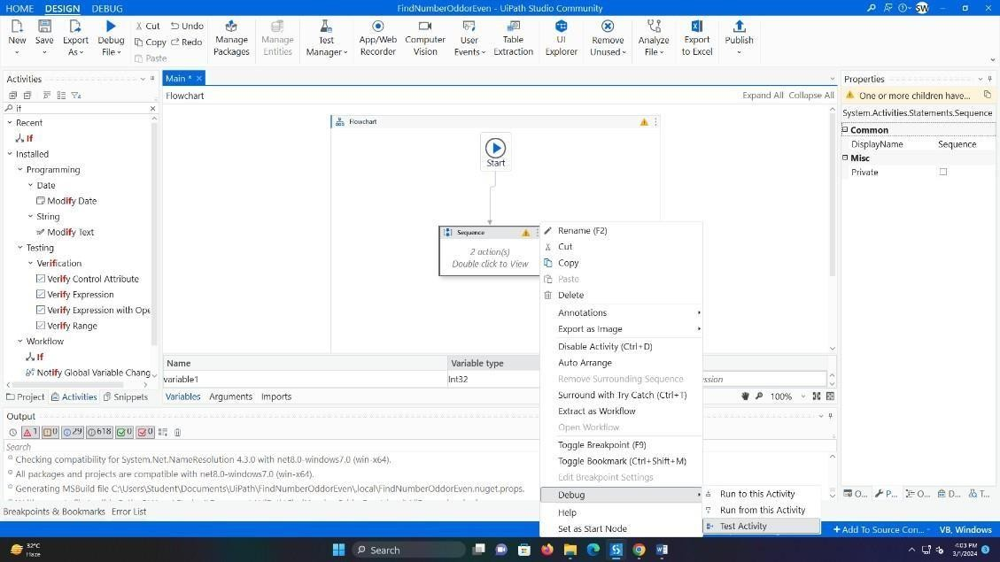 HOME DESIGN DEBUG
FindNumberOddorEven - UiPath Studio Community
SW
New
Save
Export As
Debug File
Cut
Copy
Paste
Undo
Redo
Manage Packages
Manage Entities
Test Manager
App/Web Recorder
Computer Vision
User Events
Table Extraction
UI Explorer
Remove Unused
Analyze File
Export to Excel
Publish
Activities
if
Recent
If
Installed
Programming
Date
Modify Date
String
Modify Text
Testing
Verification
Verify Control Attribute
Verify Expression
Verify Expression with Ope
Verify Range
Workflow
If
Notify Global Variable Chang
Project Activities Snippets
Main *
Flowchart
Expand All Collapse All
Flowchart
Start
Sequence
2 action(s)
Double click to View
Name Variable type
variable1 Int32
Variables Arguments Imports
100%
Rename (F2)
Cut
Copy
Paste
Delete
Annotations
Export as Image
Disable Activity (Ctrl+D)
Auto Arrange
Remove Surrounding Sequence
Surround with Try Catch (Ctrl+T)
Extract as Workflow
Open Workflow
Toggle Breakpoint (F9)
Toggle Bookmark (Ctrl+Shift+M)
Edit Breakpoint Settings
Debug
Help
Set as Start Node
Run to this Activity
Run from this Activity
Test Activity
Properties
One or more children have...
System.Activities.Statements.Sequence
Common
DisplayName Sequence
Misc
Private
O... P... O... D... T...
Output
1 0 29 618 0 0
Search
Checking compatibility for System.Net.NameResolution 4.3.0 with net8.0-windows7.0 (win-x64).
All packages and projects are compatible with net8.0-windows7.0 (win-x64).
Generating MSBuild file C:\Users\Student\Documents\UiPath\FindNumberOddorEven\.local\FindNumberOddorEven.nuget.props.
Breakpoints & Bookmarks Error List
Add To Source Con... VB, Windows
32°C
Haze
Search
4:03 PM
3/1/2024